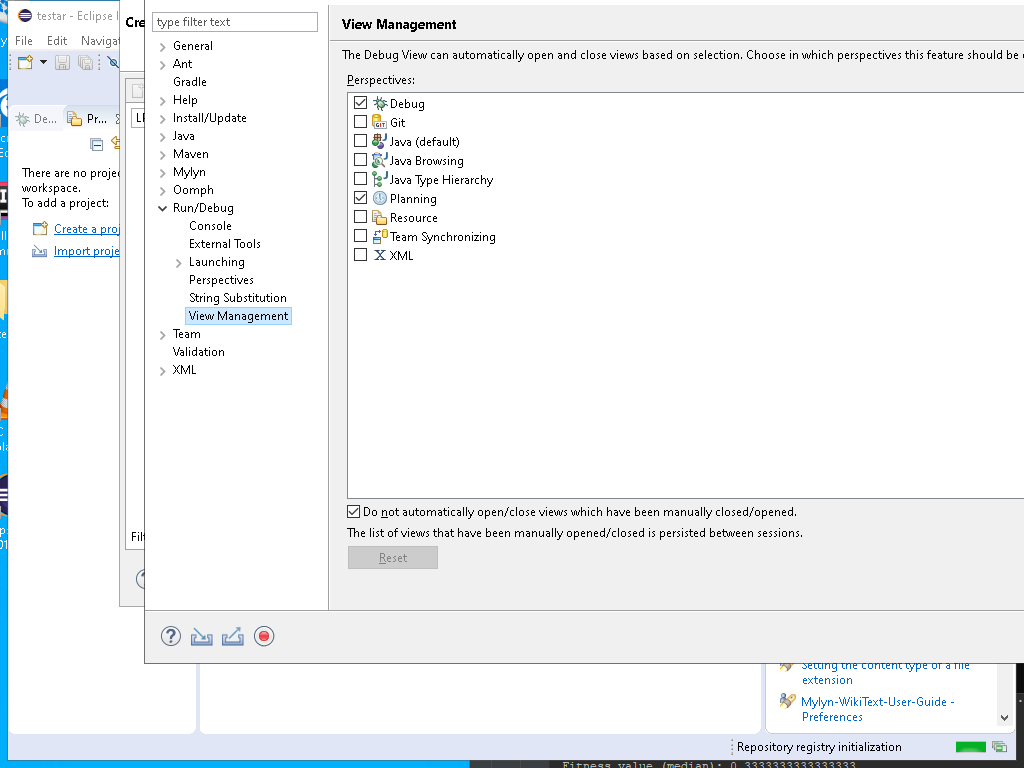 testar - Eclipse I
File Edit Navigat
De...
Pr...
There are no projec
workspace.
To add a project:
Create a proj
Import proje
Cre
Filt
type filter text
General
Ant
Gradle
Help
Install/Update
Java
Maven
Mylyn
Oomph
Run/Debug
Console
External Tools
Launching
Perspectives
String Substitution
View Management
Team
Validation
XML
View Management
The Debug View can automatically open and close views based on selection. Choose in which perspectives this feature should be
Perspectives:
Debug
Git
Java (default)
Java Browsing
Java Type Hierarchy
Planning
Resource
Team Synchronizing
XML
Do not automatically open/close views which have been manually closed/opened.
The list of views that have been manually opened/closed is persisted between sessions.
Reset
Setting the content type of a file
extension
Mylyn-WikiText-User-Guide -
Preferences
Repository registry initialization
Fitness value (median): 0.3333333333333333